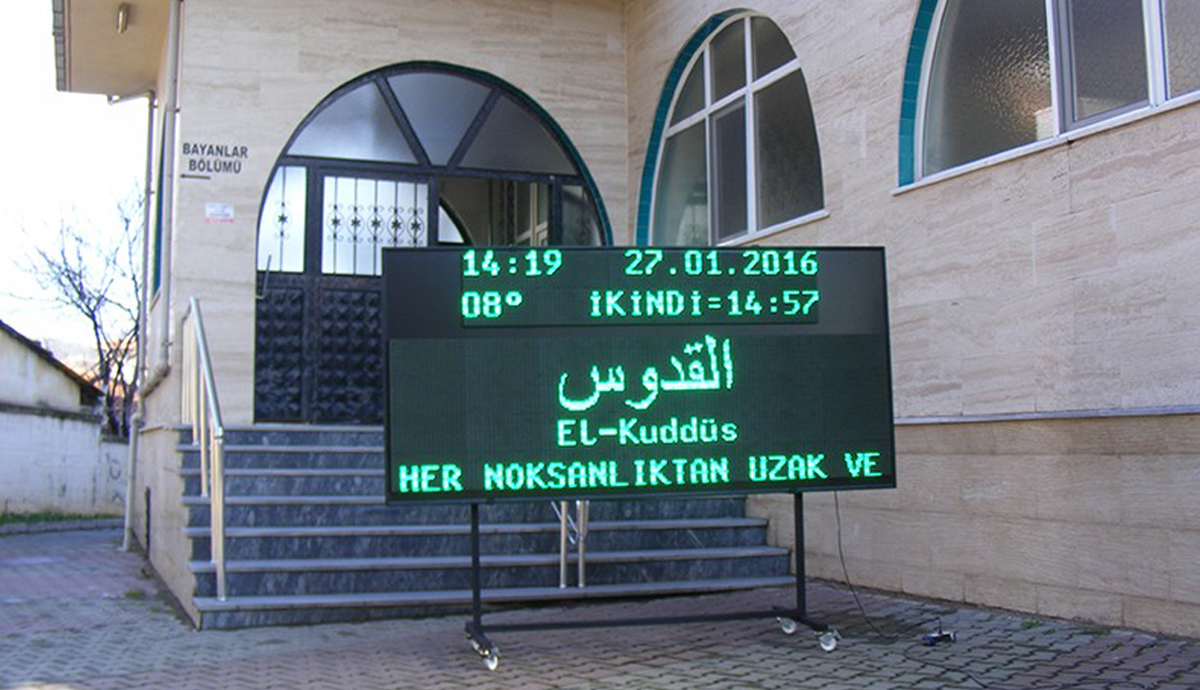 BAYANLAR
BÖLÜMÜ
14:19 27.01.2016
08° İKİNDİ=14:57
القدوس
EL-Kuddüs
HER NOKSANLIKTAN UZAK VE